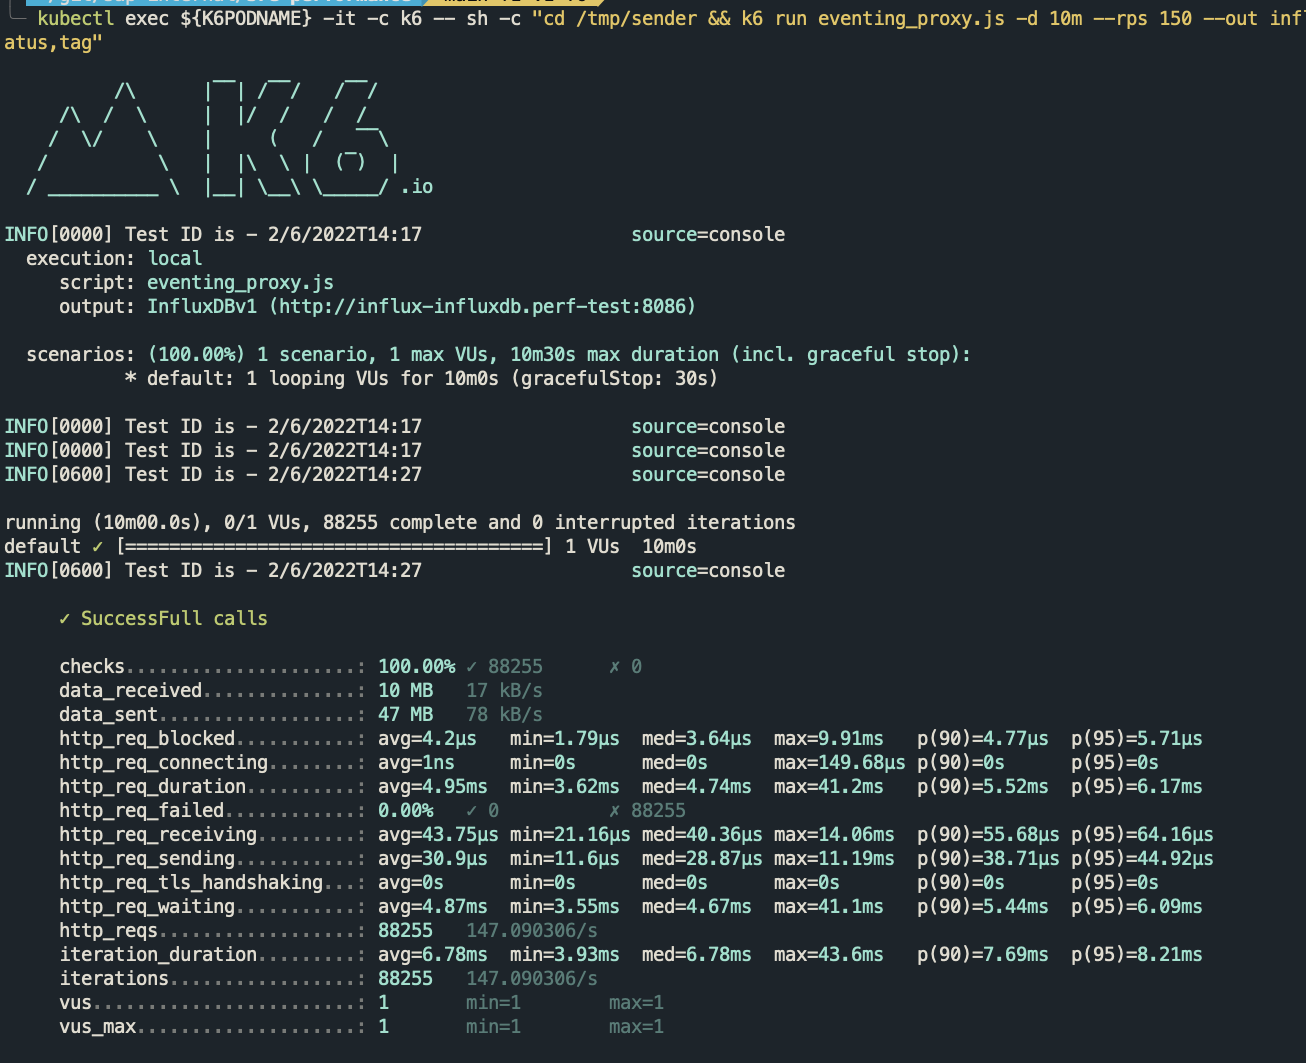 kubectl exec ${K6PODNAME} -it -c k6 -- sh -c "cd /tmp/sender && k6 run eventing_proxy.js -d 10m --rps 150 --out inf
atus,tag"
.io
INFO[0000] Test ID is - 2/6/2022T14:17 source=console
execution: local
script: eventing_proxy.js
output: InfluxDBv1 (http://influx-influxdb.perf-test:8086)
scenarios: (100.00%) 1 scenario, 1 max VUs, 10m30s max duration (incl. graceful stop):
* default: 1 looping VUs for 10m0s (gracefulStop: 30s)
INFO[0000] Test ID is - 2/6/2022T14:17 source=console
INFO[0000] Test ID is - 2/6/2022T14:17 source=console
INFO[0600] Test ID is - 2/6/2022T14:27 source=console
running (10m00.0s), 0/1 VUs, 88255 complete and 0 interrupted iterations
default ✓ [======================================] 1 VUs 10m0s
INFO[0600] Test ID is - 2/6/2022T14:27 source=console
✓ SuccessFull calls
checks.....................: 100.00% ✓ 88255 ✗ 0
data_received..............: 10 MB 17 kB/s
data_sent..................: 47 MB 78 kB/s
http_req_blocked...........: avg=4.2µs min=1.79µs med=3.64µs max=9.91ms p(90)=4.77µs p(95)=5.71µs
http_req_connecting........: avg=1ns min=0s med=0s max=149.68µs p(90)=0s p(95)=0s
http_req_duration..........: avg=4.95ms min=3.62ms med=4.74ms max=41.2ms p(90)=5.52ms p(95)=6.17ms
http_req_failed............: 0.00% ✓ 0 ✗ 88255
http_req_receiving.........: avg=43.75µs min=21.16µs med=40.36µs max=14.06ms p(90)=55.68µs p(95)=64.16µs
http_req_sending...........: avg=30.9µs min=11.6µs med=28.87µs max=11.19ms p(90)=38.71µs p(95)=44.92µs
http_req_tls_handshaking...: avg=0s min=0s med=0s max=0s p(90)=0s p(95)=0s
http_req_waiting...........: avg=4.87ms min=3.55ms med=4.67ms max=41.1ms p(90)=5.44ms p(95)=6.09ms
http_reqs..................: 88255 147.090306/s
iteration_duration.........: avg=6.78ms min=3.93ms med=6.78ms max=43.6ms p(90)=7.69ms p(95)=8.21ms
iterations.................: 88255 147.090306/s
vus........................: 1 min=1 max=1
vus_max....................: 1 min=1 max=1